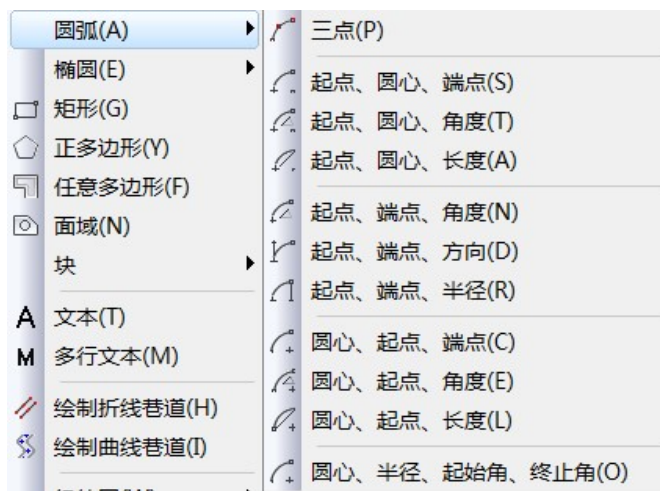 圆弧(A)
椭圆(E)
矩形(G)
正多边形(Y)
任意多边形(F)
面域(N)
块
文本(T)
多行文本(M)
绘制折线巷道(H)
绘制曲线巷道(I)
三点(P)
起点、圆心、端点(S)
起点、圆心、角度(T)
起点、圆心、长度(A)
起点、端点、角度(N)
起点、端点、方向(D)
起点、端点、半径(R)
圆心、起点、端点(C)
圆心、起点、角度(E)
圆心、起点、长度(L)
圆心、半径、起始角、终止角(O)